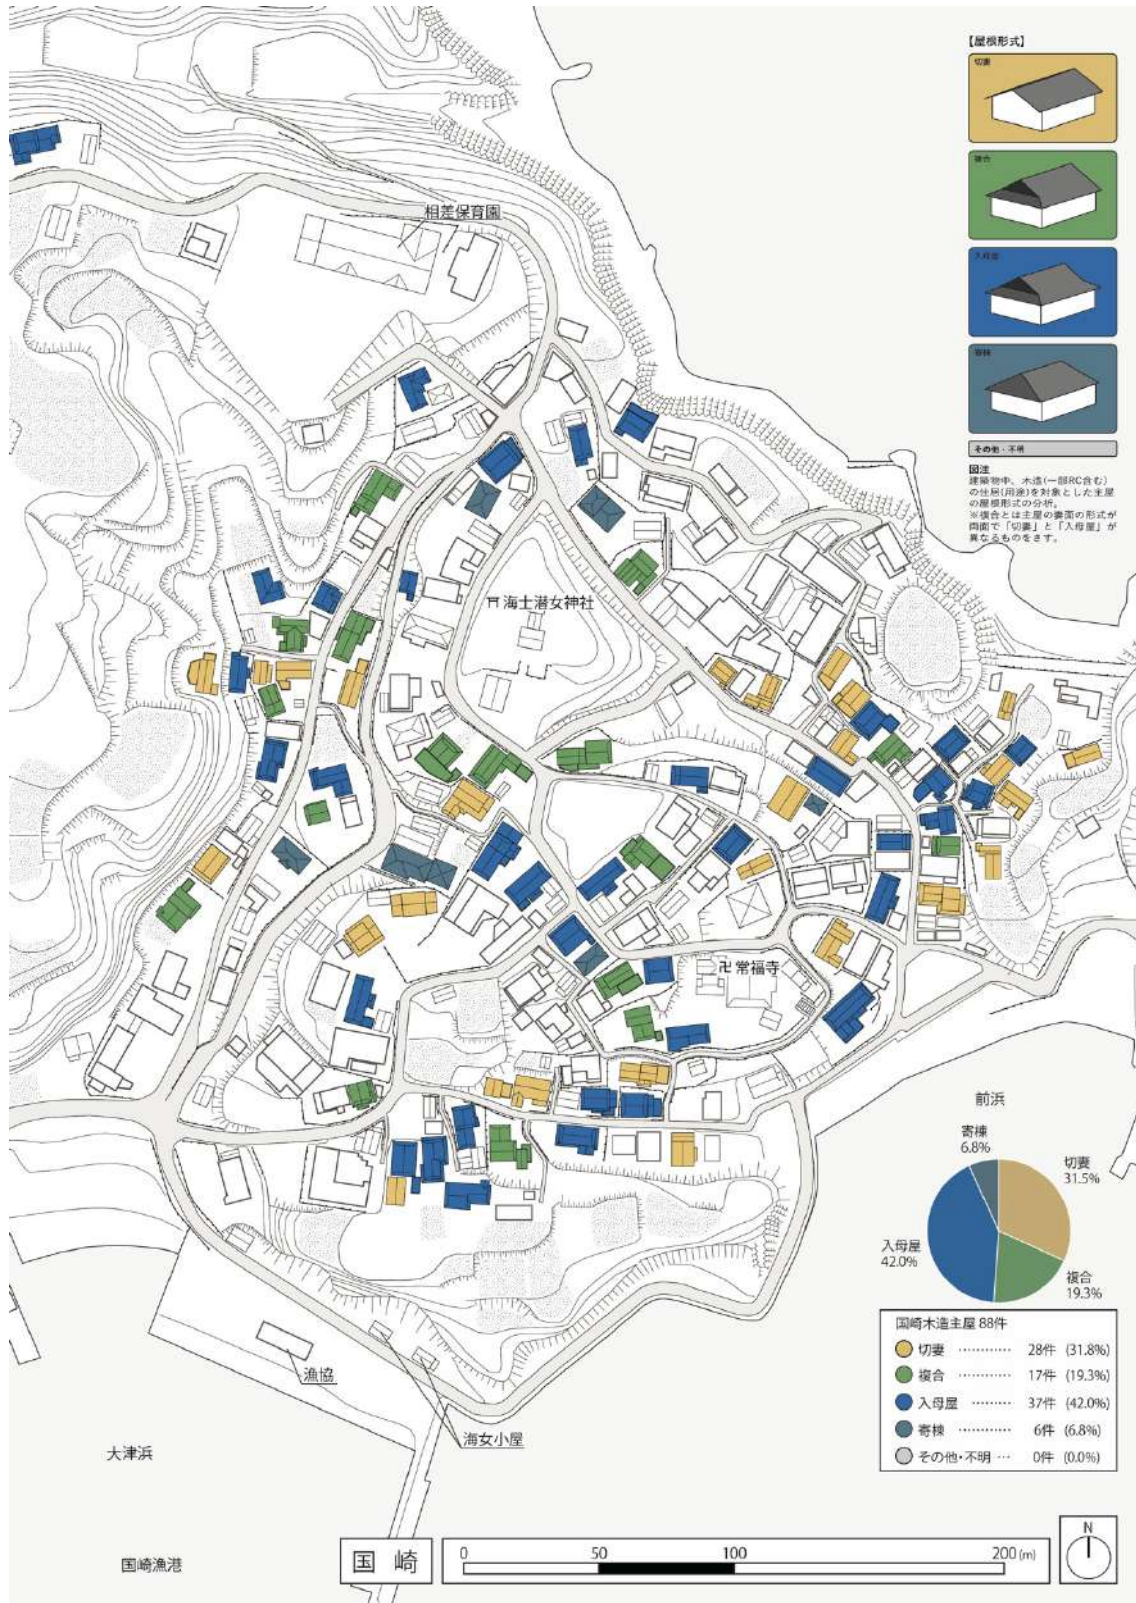 【屋根形式】
切妻
複合
入母屋
寄棟
その他・不明
図注
建築物中、木造(一部RC含む)
の住居(用途)を対象とした主屋
の屋根形式の分析。
※複合とは主屋の妻面の形式が
両面で「切妻」と「入母屋」が
異なるものをさす。
相差保育園
海士潜女神社
卍常福寺
前浜
寄棟
6.8%
切妻
31.5%
入母屋
42.0%
複合
19.3%
国崎木造主屋 88件
切妻 ………… 28件 (31.8%)
複合 ………… 17件 (19.3%)
入母屋 ……… 37件 (42.0%)
寄棟 ………… 6件 (6.8%)
その他・不明 … 0件 (0.0%)
漁協
海女小屋
大津浜
国崎漁港
国崎
0 50 100 200 (m)
N